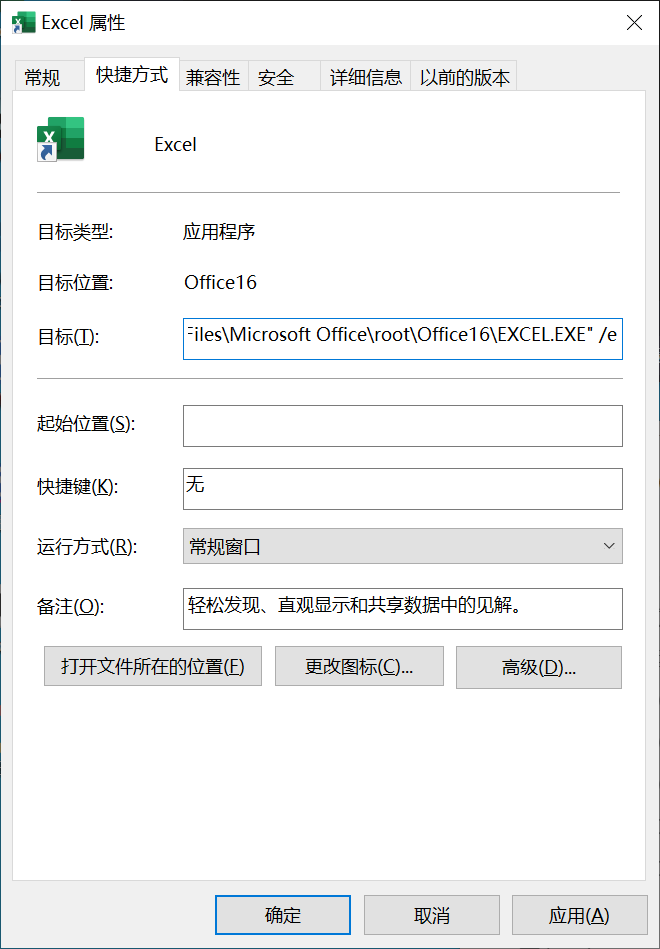 Excel 属性
常规 快捷方式 兼容性 安全 详细信息 以前的版本
Excel
目标类型: 应用程序
目标位置: Office16
目标(T): Files\Microsoft Office\root\Office16\EXCEL.EXE" /e
起始位置(S):
快捷键(K): 无
运行方式(R): 常规窗口
备注(O): 轻松发现、直观显示和共享数据中的见解。
打开文件所在的位置(F) 更改图标(C)... 高级(D)...
确定 取消 应用(A)